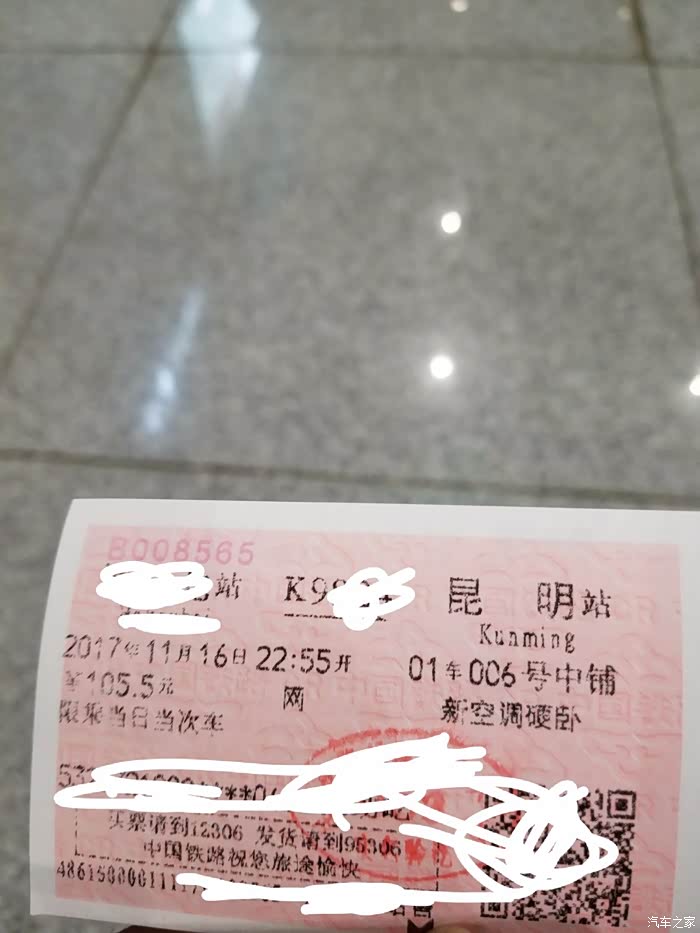 B008565
站 K9 昆明站
Kunming
2017年11月16日 22:55开 01车006号中铺
￥105.5元 网 新空调硬卧
限乘当日当次车
买票请到12306 发货请到95306
中国铁路祝您旅途愉快
汽车之家